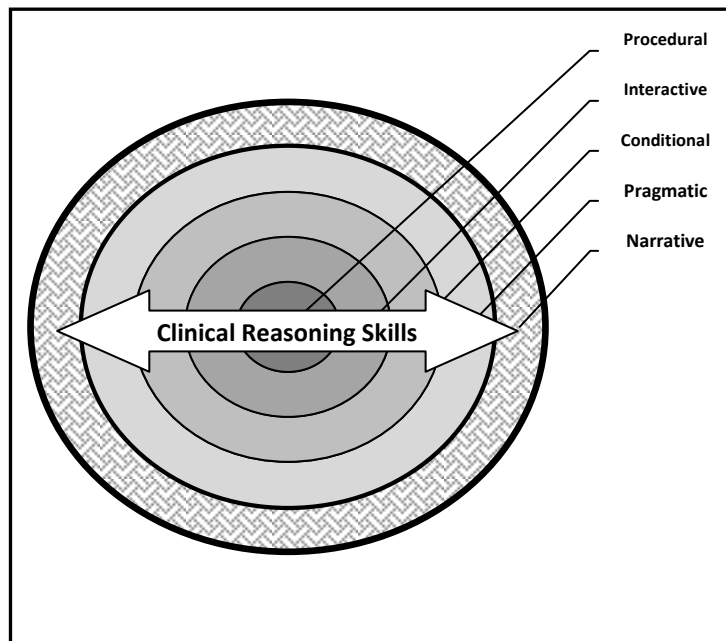 Procedural
Interactive
Conditional
Pragmatic
Narrative
Clinical Reasoning Skills